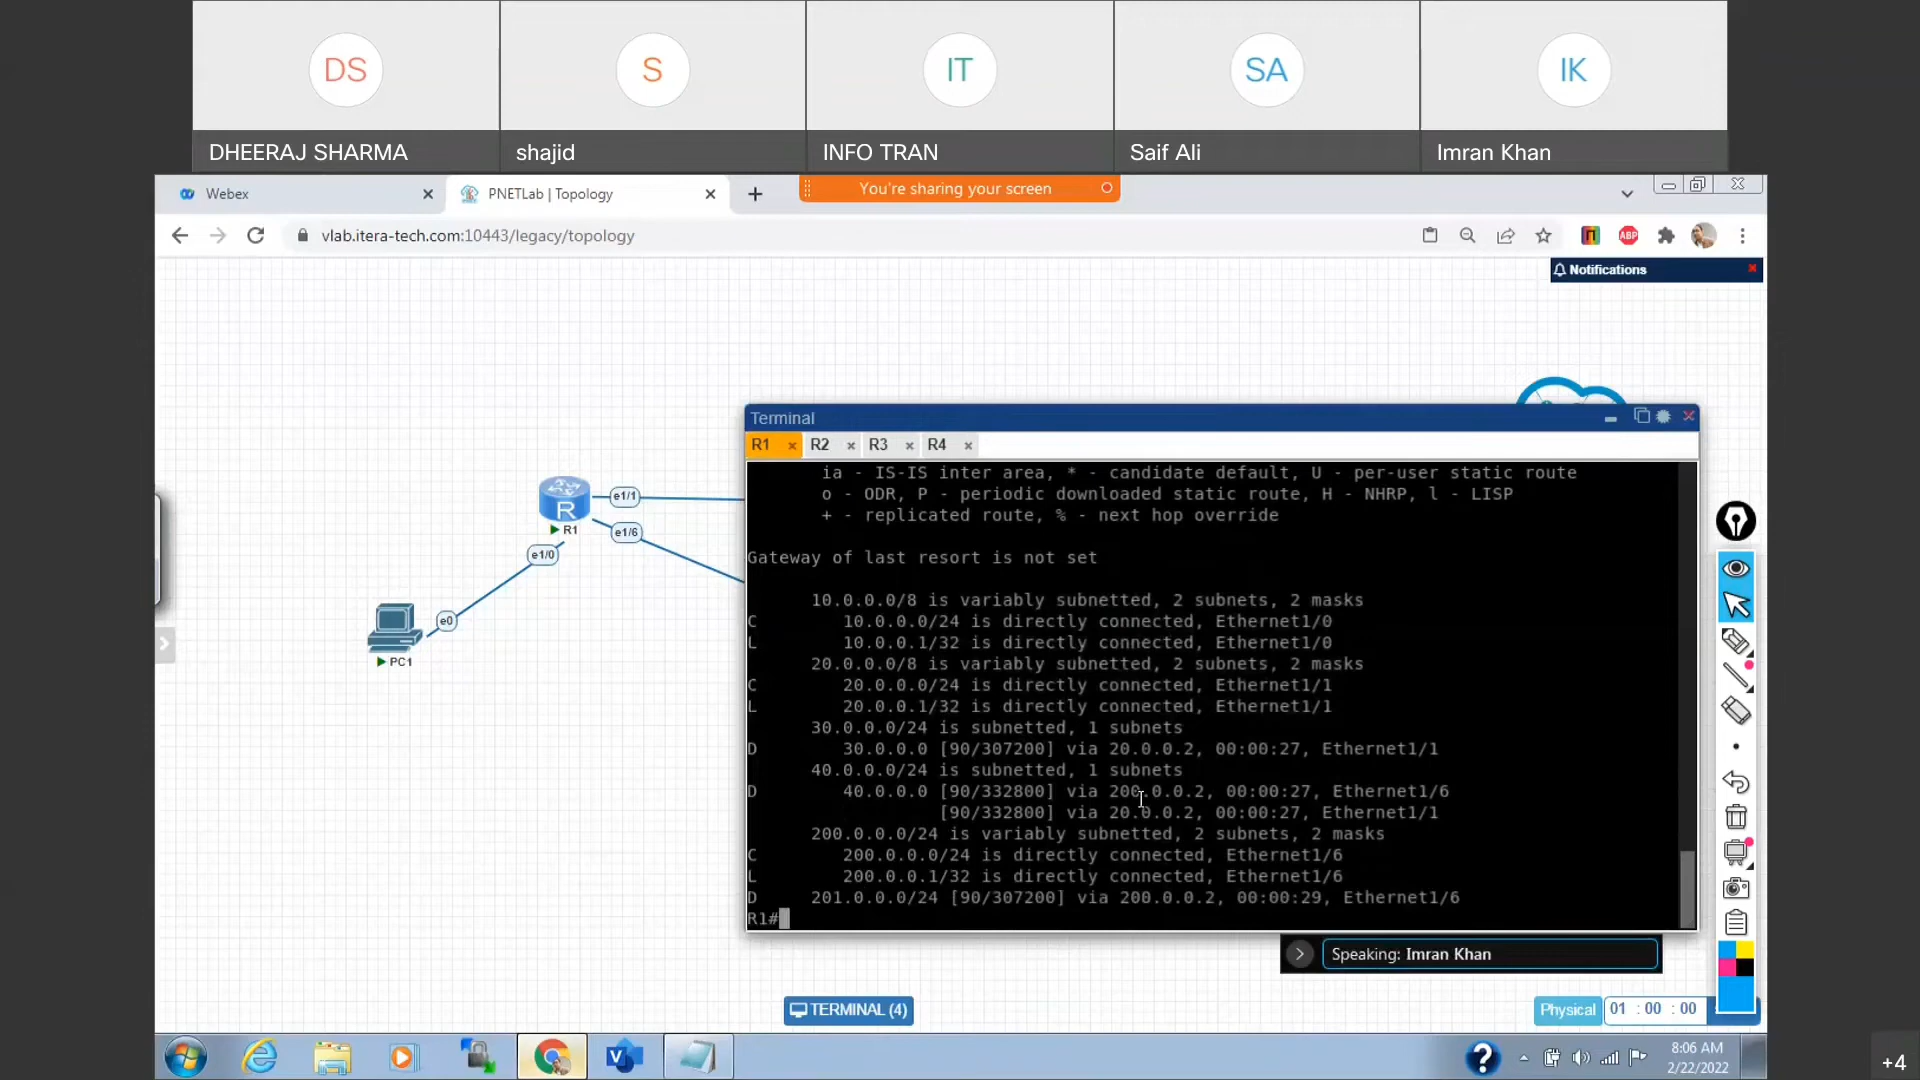 DS
S
IT
SA
IK
DHEERAJ SHARMA
shajid
INFO TRAN
Saif Ali
Imran Khan
Webex
PNETLab | Topology
You're sharing your screen
vlab.itera-tech.com:10443/legacy/topology
ABP
Notifications
Terminal
R1
R2
R3
R4
ia - IS-IS inter area, * - candidate default, U - per-user static route
o - ODR, P - periodic downloaded static route, H - NHRP, l - LISP
+ - replicated route, % - next hop override
Gateway of last resort is not set
10.0.0.0/8 is variably subnetted, 2 subnets, 2 masks
C 10.0.0.0/24 is directly connected, Ethernet1/0
L 10.0.0.1/32 is directly connected, Ethernet1/0
20.0.0.0/8 is variably subnetted, 2 subnets, 2 masks
C 20.0.0.0/24 is directly connected, Ethernet1/1
L 20.0.0.1/32 is directly connected, Ethernet1/1
30.0.0.0/24 is subnetted, 1 subnets
D 30.0.0.0 [90/307200] via 20.0.0.2, 00:00:27, Ethernet1/1
40.0.0.0/24 is subnetted, 1 subnets
D 40.0.0.0 [90/332800] via 200.0.0.2, 00:00:27, Ethernet1/6
[90/332800] via 20.0.0.2, 00:00:27, Ethernet1/1
200.0.0.0/24 is variably subnetted, 2 subnets, 2 masks
C 200.0.0.0/24 is directly connected, Ethernet1/6
L 200.0.0.1/32 is directly connected, Ethernet1/6
D 201.0.0.0/24 [90/307200] via 200.0.0.2, 00:00:29, Ethernet1/6
R1#
e1/1
R
R1
e1/6
e1/0
e0
PC1
Speaking: Imran Khan
TERMINAL (4)
Physical
01 : 00 : 00
8:06 AM
2/22/2022
+4